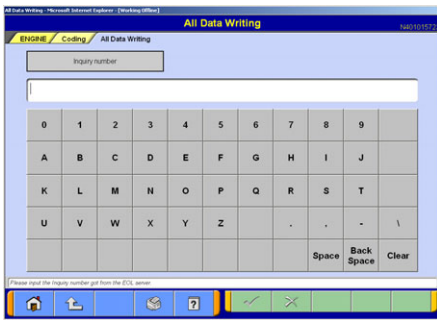 All Data Writing - Microsoft Internet Explorer - [Working Offline]
All Data Writing
ENGINE Coding All Data Writing
Inquiry number
0 1 2 3 4 5 6 7 8 9
A B C D E F G H I J
K L M N O P Q R S T
U V W X Y Z . . - \
Space Back Space Clear
Please input the Inquiry number got from the EOL server.
?